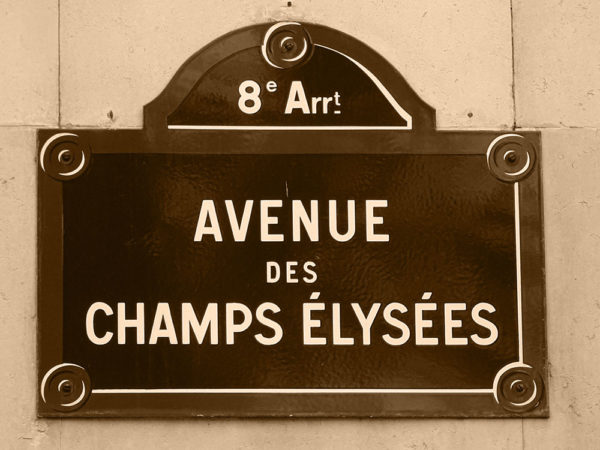 8e Arrt
AVENUE
DES
CHAMPS ÉLYSÉES